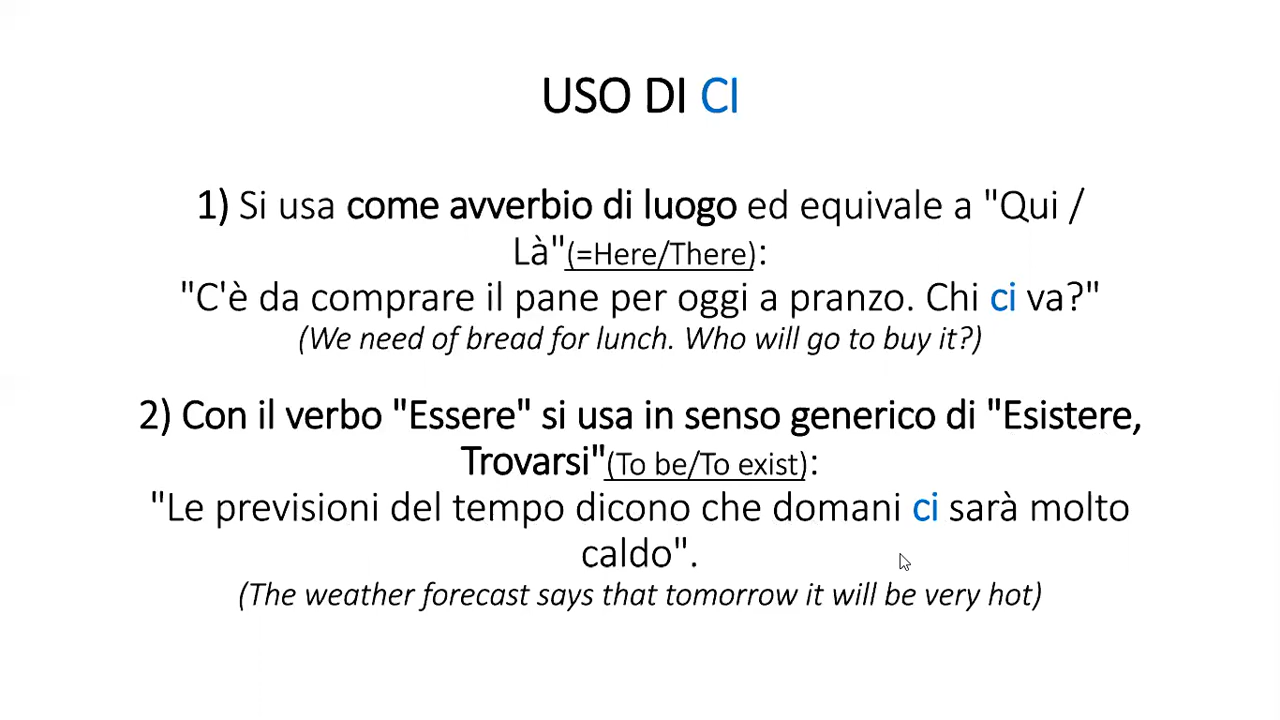 USO DI CI
1) Si usa come avverbio di luogo ed equivale a "Qui /
Là"(=Here/There):
"C'è da comprare il pane per oggi a pranzo. Chi ci va?"
(We need of bread for lunch. Who will go to buy it?)
2) Con il verbo "Essere" si usa in senso generico di "Esistere,
Trovarsi"(To be/To exist):
"Le previsioni del tempo dicono che domani ci sarà molto
caldo".
(The weather forecast says that tomorrow it will be very hot)